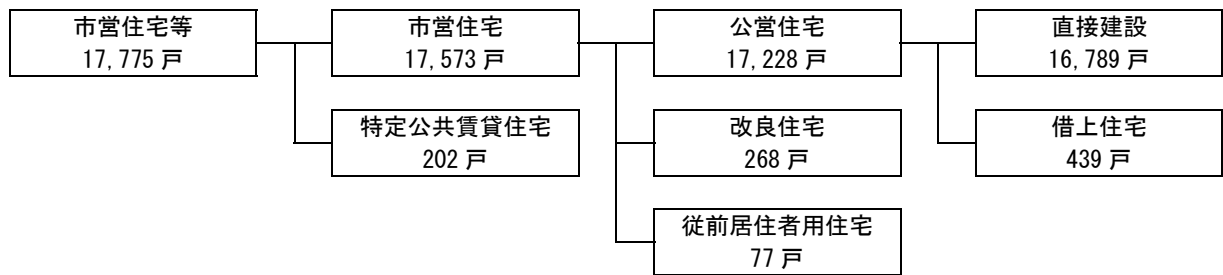 市営住宅等
17,775 戸
市営住宅
17,573 戸
公営住宅
17,228 戸
直接建設
16,789 戸
特定公共賃貸住宅
202 戸
改良住宅
268 戸
借上住宅
439 戸
従前居住者用住宅
77 戸